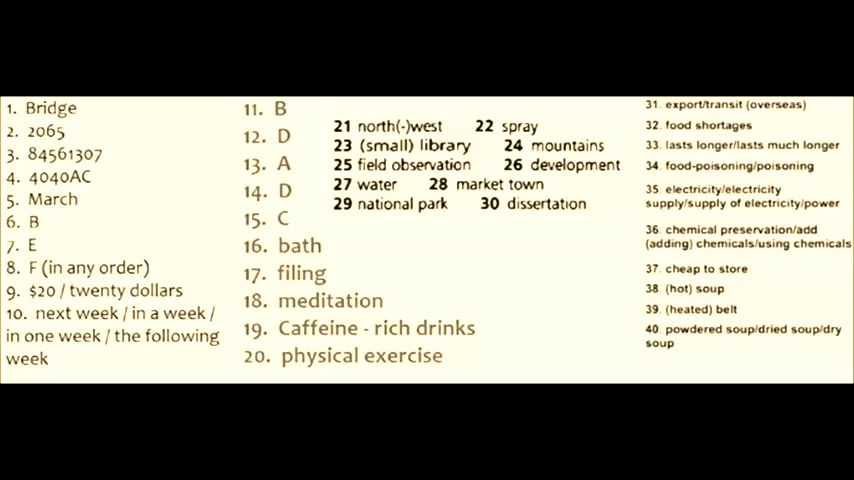 1. Bridge
2. 2065
3. 84561307
4. 4040AC
5. March
6. B
7. E
8. F (in any order)
9. $20 / twenty dollars
10. next week / in a week /
in one week / the following
week
11. B
12. D
13. A
14. D
15. C
16. bath
17. filing
18. meditation
19. Caffeine - rich drinks
20. physical exercise
21 north(-)west 22 spray
23 (small) library 24 mountains
25 field observation 26 development
27 water 28 market town
29 national park 30 dissertation
31. export/transit (overseas)
32. food shortages
33. lasts longer/lasts much longer
34. food-poisoning/poisoning
35. electricity/electricity
supply/supply of electricity/power
36. chemical preservation/add
(adding) chemicals/using chemicals
37. cheap to store
38. (hot) soup
39. (heated) belt
40. powdered soup/dried soup/dry
soup